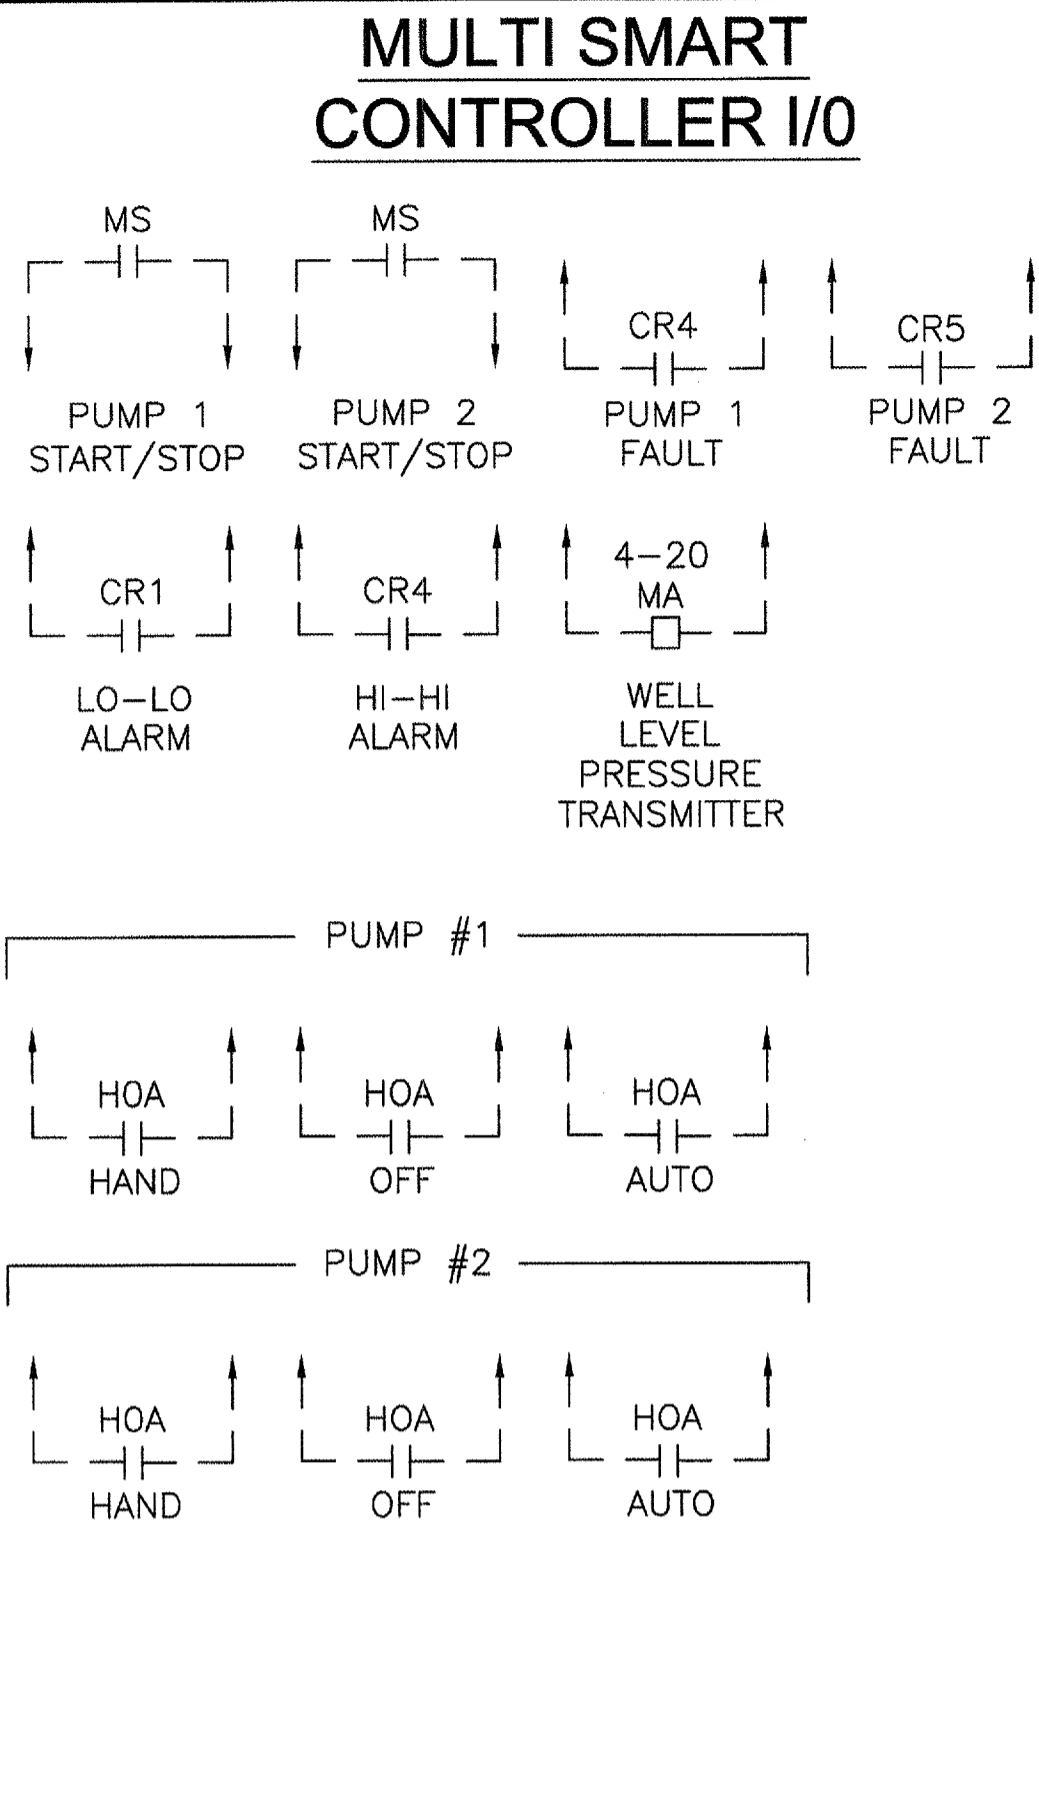 MULTI SMART
CONTROLLER I/0
MS
MS
CR4
CR5
PUMP 1
START/STOP
PUMP 2
START/STOP
PUMP 1
FAULT
PUMP 2
FAULT
CR1
CR4
4-20
MA
LO-LO
ALARM
HI-HI
ALARM
WELL
LEVEL
PRESSURE
TRANSMITTER
PUMP #1
HOA
HOA
HOA
HAND
OFF
AUTO
PUMP #2
HOA
HOA
HOA
HAND
OFF
AUTO